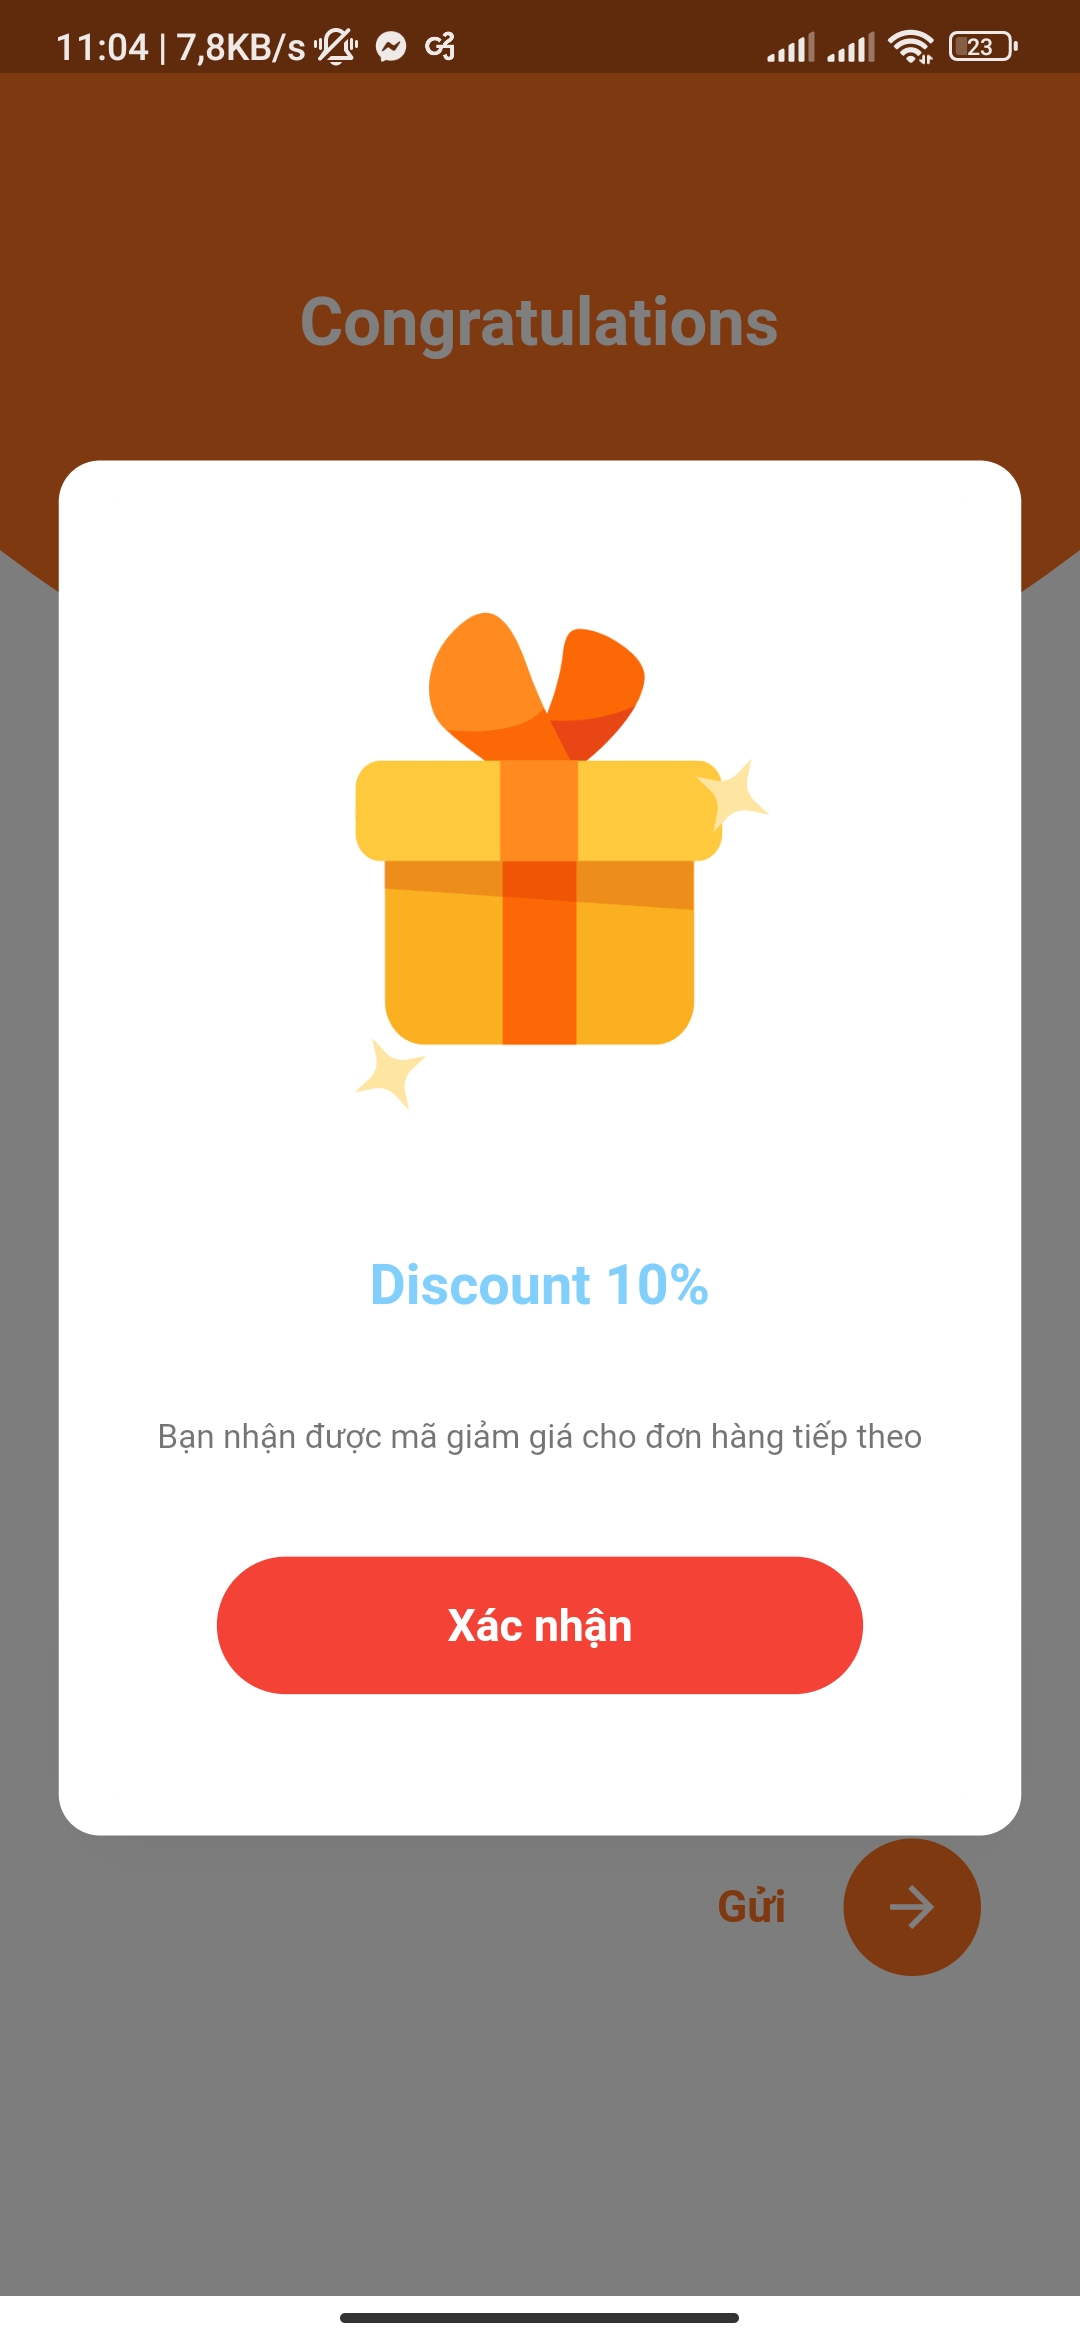 11:04 | 7,8KB/s
23
Congratulations
Discount 10%
Bạn nhận được mã giảm giá cho đơn hàng tiếp theo
Xác nhận
Gửi